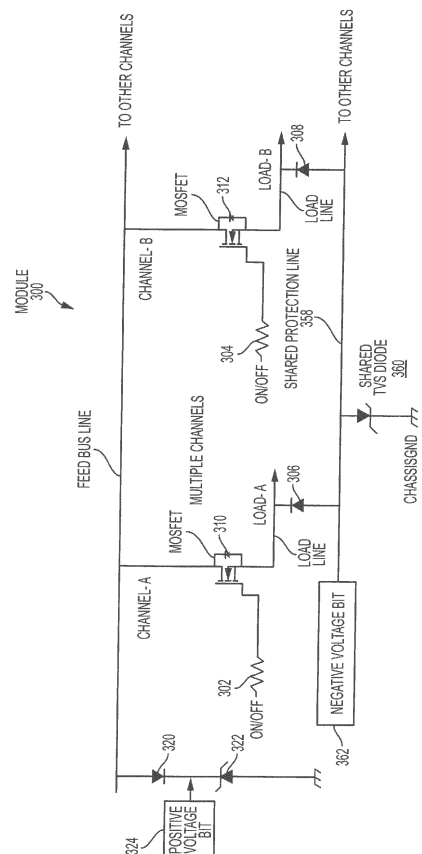 MODULE
300
FEED BUS LINE
TO OTHER CHANNELS
CHANNEL-A
CHANNEL-B
MOSFET
310
MOSFET
312
MULTIPLE CHANNELS
302
ON/OFF
304
ON/OFF
LOAD-A
LOAD
LINE
306
LOAD-B
LOAD
LINE
308
SHARED PROTECTION LINE
358
TO OTHER CHANNELS
320
322
324
POSITIVE
VOLTAGE
BIT
NEGATIVE VOLTAGE BIT
362
SHARED
TVS DIODE
360
CHASSISGND